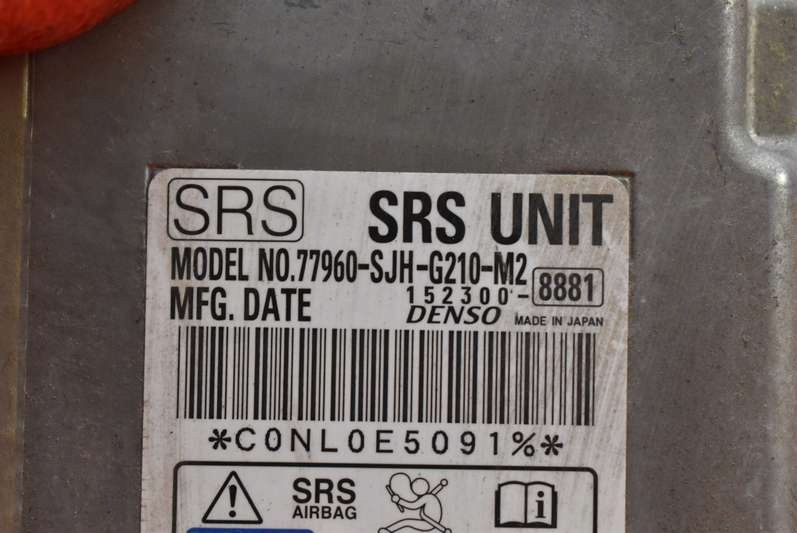 SRS SRS UNIT
MODEL NO.77960-SJH-G210-M2
MFG. DATE 152300-8881
DENSO MADE IN JAPAN
*C0NL0E5091%*
SRS
AIRBAG